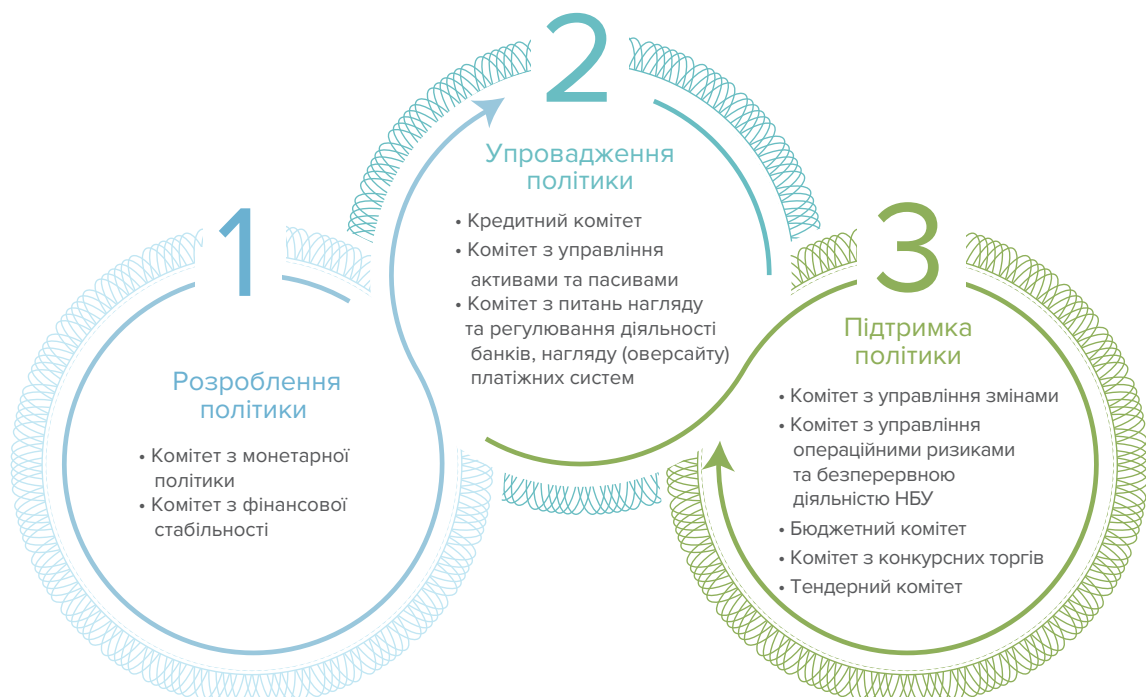 1
Розроблення
політики
• Комітет з монетарної
політики
• Комітет з фінансової
стабільності
2
Упровадження
політики
• Кредитний комітет
• Комітет з управління
активами та пасивами
• Комітет з питань нагляду
та регулювання діяльності
банків, нагляду (оверсайту)
платіжних систем
3
Підтримка
політики
• Комітет з управління змінами
• Комітет з управління
операційними ризиками
та безперервною
діяльністю НБУ
• Бюджетний комітет
• Комітет з конкурсних торгів
• Тендерний комітет